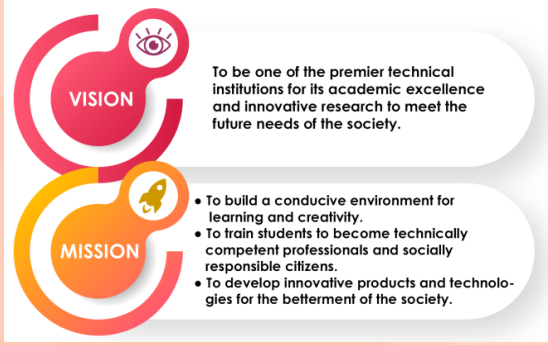 VISION
To be one of the premier technical
institutions for its academic excellence
and innovative research to meet the
future needs of the society.
MISSION
● To build a conducive environment for
learning and creativity.
● To train students to become technically
competent professionals and socially
responsible citizens.
● To develop innovative products and technolo-
gies for the betterment of the society.